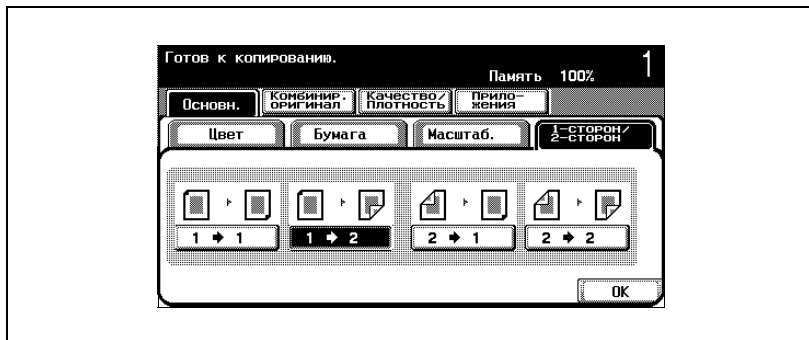 Готов к копированию.
Память 100% 1
Основн. Комбинир. оригинал Качество/ плотность Прило- жения
Цвет Бумага Масштаб. 1-сторон/ 2-сторон
1 ➜ 1 1 ➜ 2 2 ➜ 1 2 ➜ 2
OK